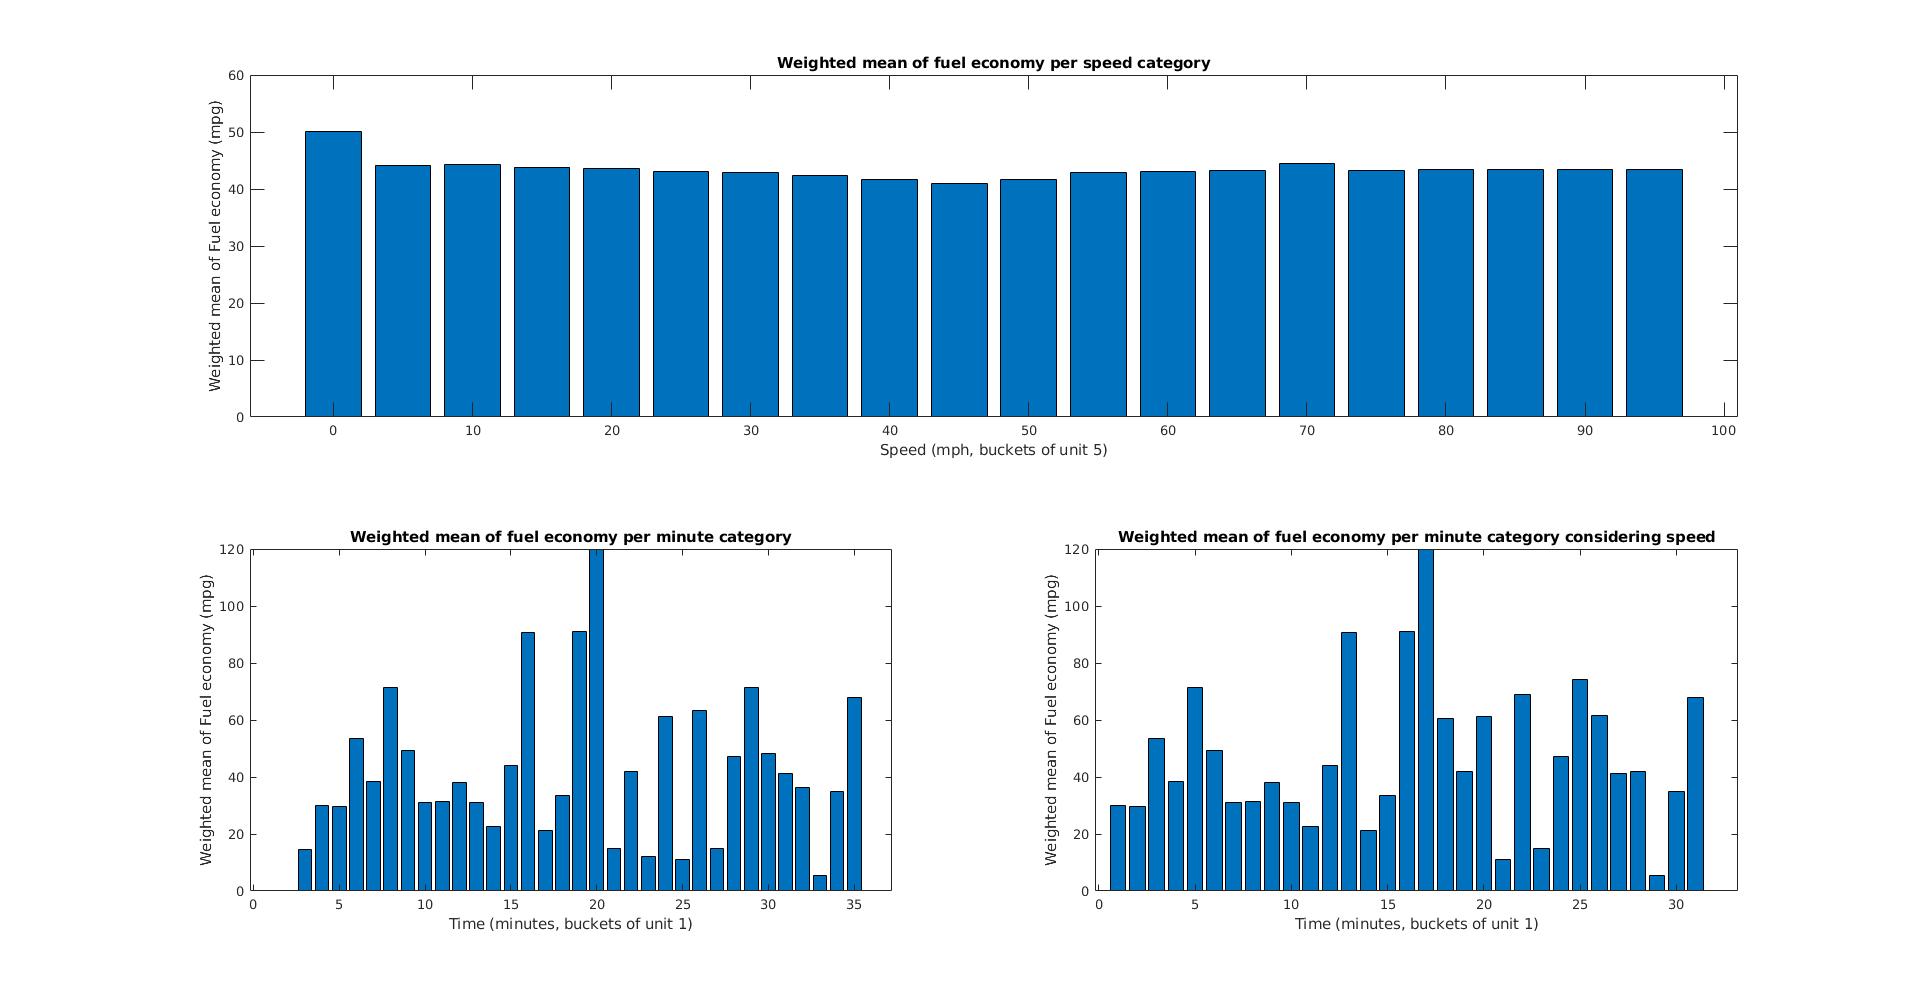 Weighted mean of fuel economy per speed category
Weighted mean of Fuel economy (mpg)
60
50
40
30
20
10
0
0 10 20 30 40 50 60 70 80 90 100
Speed (mph, buckets of unit 5)
Weighted mean of fuel economy per minute category
Weighted mean of Fuel economy (mpg)
120
100
80
60
40
20
0
0 5 10 15 20 25 30 35
Time (minutes, buckets of unit 1)
Weighted mean of fuel economy per minute category considering speed
Weighted mean of Fuel economy (mpg)
120
100
80
60
40
20
0
0 5 10 15 20 25 30
Time (minutes, buckets of unit 1)